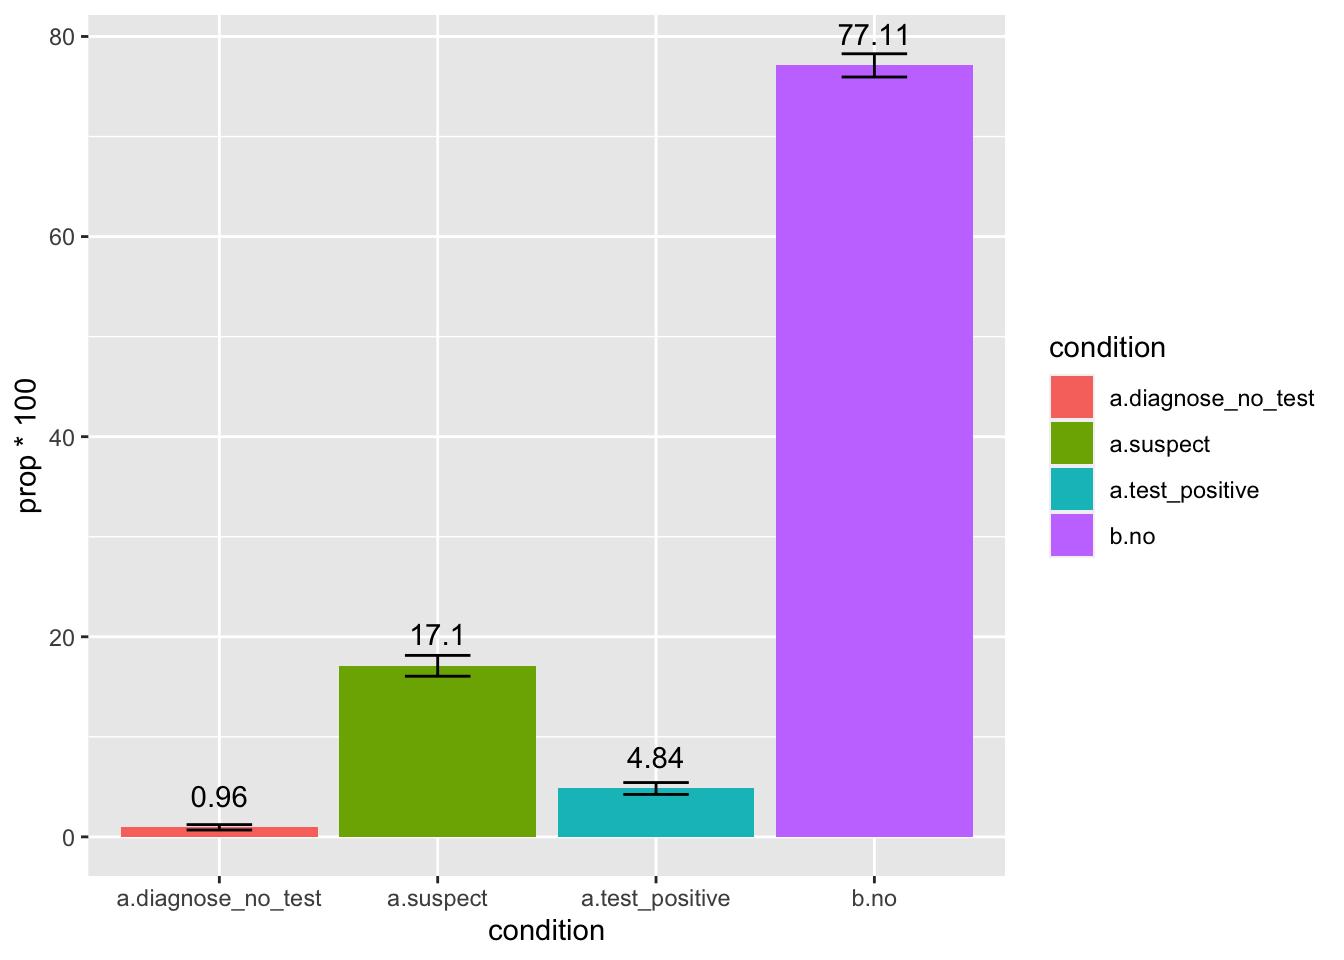 80
60
40
20
0
prop * 100
77.11
17.1
4.84
0.96
a.diagnose_no_test
a.suspect
a.test_positive
b.no
condition
condition
a.diagnose_no_test
a.suspect
a.test_positive
b.no